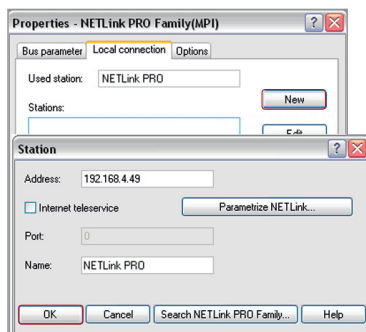 Properties - NETLink PRO Family(MPI)
Bus parameter Local connection Options
Used station: NETLink PRO
New
Stations:
Edit
Station
Address: 192.168.4.49
Internet teleservice Parametrize NETLink...
Port: 0
Name: NETLink PRO
OK Cancel Search NETLink PRO Family... Help